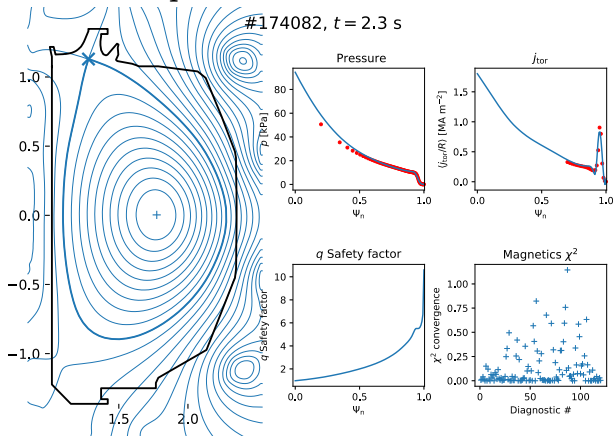 #174082, t = 2.3 s
1.0
0.5
0.0
−0.5
−1.0
1.5 2.0
Pressure
p [kPa]
80
60
40
20
0
0.0 0.5 1.0
Ψn
jtor
⟨jtor/R⟩ [MA m−2]
1.5
1.0
0.5
0.0
0.0 0.5 1.0
Ψn
q Safety factor
q Safety factor
10
8
6
4
2
0.0 0.5 1.0
Ψn
Magnetics χ2
χ2 convergence
1.00
0.75
0.50
0.25
0.00
0 50 100
Diagnostic #